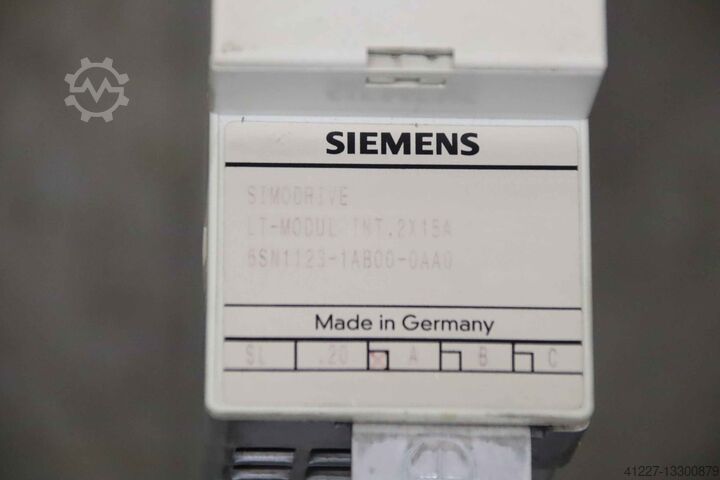 SIEMENS
SIMODRIVE
LT-MODUL INT.2X15A
6SN1123-1AB00-0AA0
Made in Germany
SL .20 A B C
41227-13300879